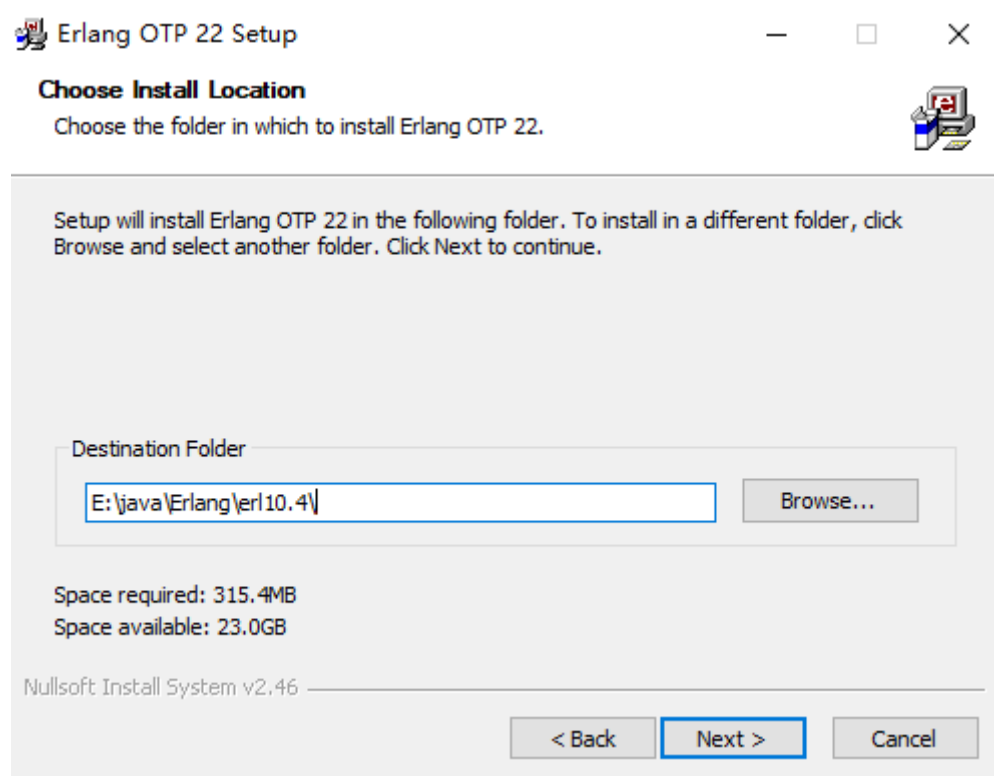 Erlang OTP 22 Setup
Choose Install Location
Choose the folder in which to install Erlang OTP 22.
Setup will install Erlang OTP 22 in the following folder. To install in a different folder, click
Browse and select another folder. Click Next to continue.
Destination Folder
E:\java\Erlang\erl10.4\
Browse...
Space required: 315.4MB
Space available: 23.0GB
Nullsoft Install System v2.46
< Back
Next >
Cancel